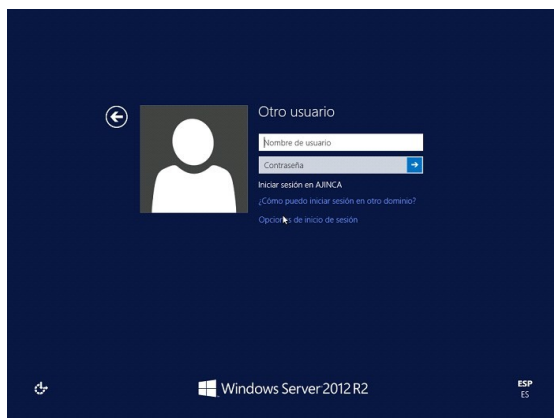 Otro usuario
Nombre de usuario
Contraseña
Iniciar sesión en AJINCA
¿Cómo puedo iniciar sesión en otro dominio?
Opciones de inicio de sesión
Windows Server 2012 R2
ESP
ES